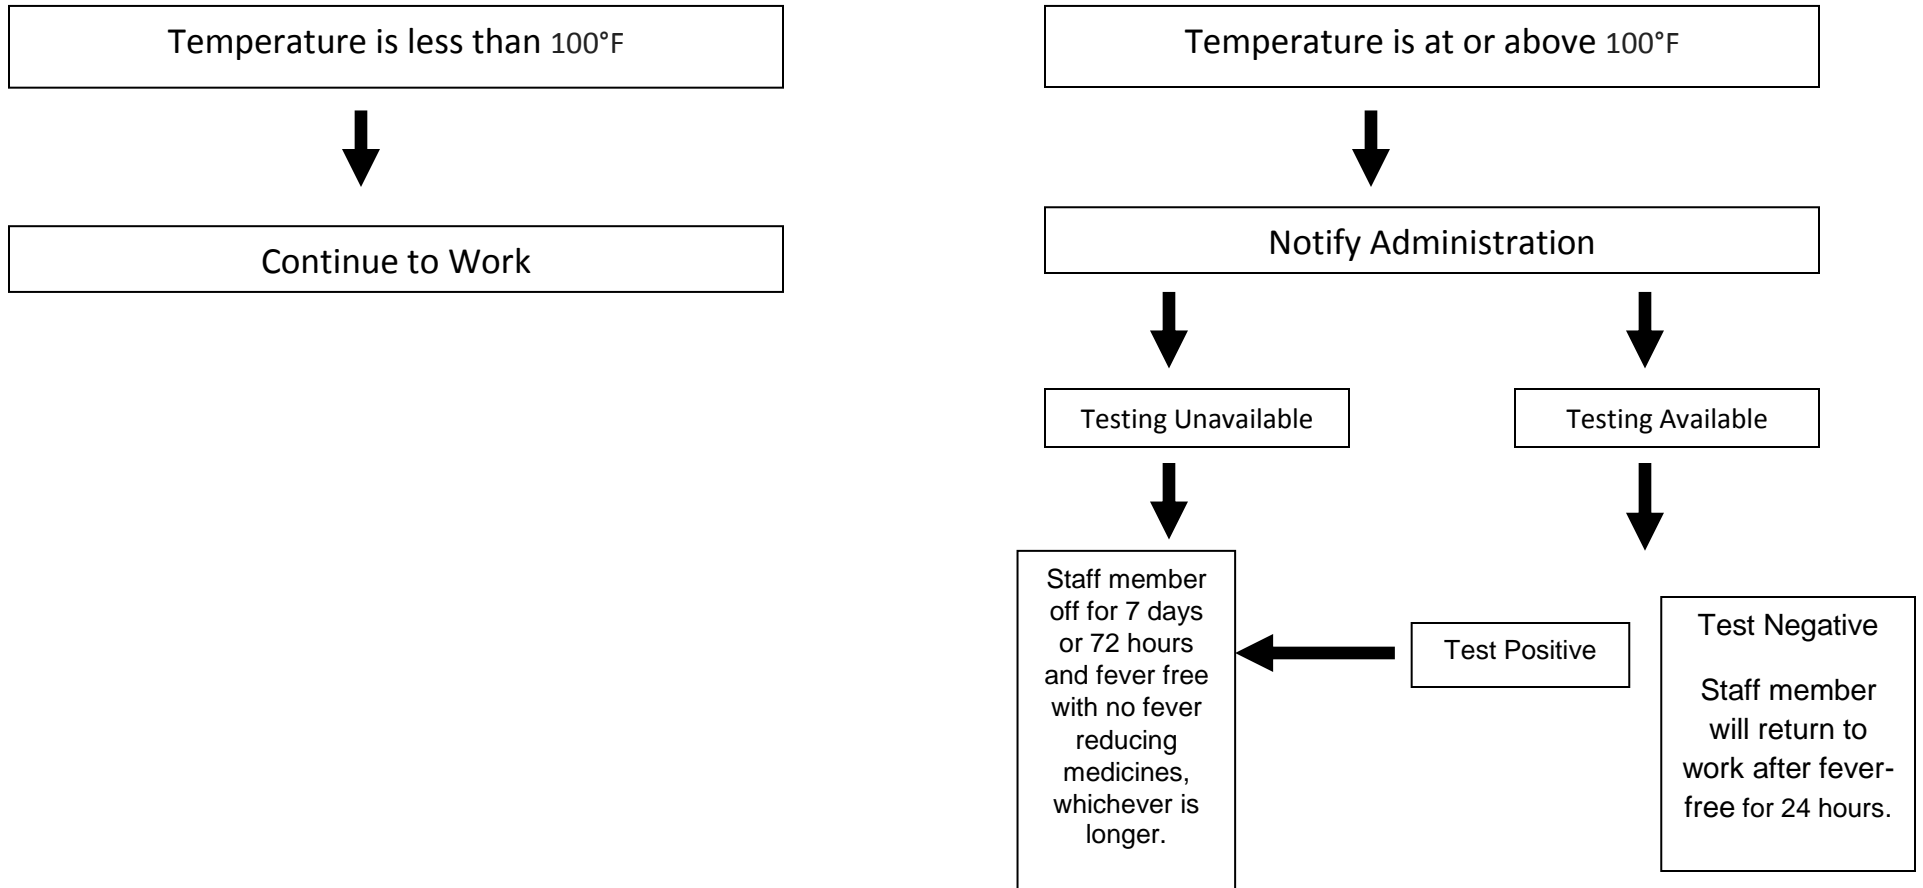 Temperature is less than 100°F
Continue to Work
Temperature is at or above 100°F
Notify Administration
Testing Unavailable
Testing Available
Staff member
off for 7 days
or 72 hours
and fever free
with no fever
reducing
medicines,
whichever is
longer.
Test Positive
Test Negative
Staff member
will return to
work after fever-
free for 24 hours.